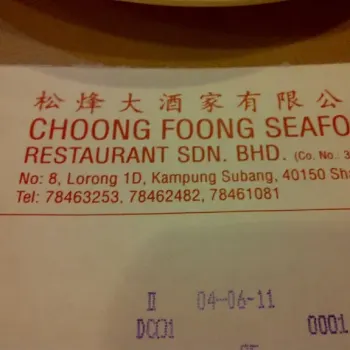 松烽大酒家有限公
CHOONG FOONG SEAFO
RESTAURANT SDN. BHD. (Co. No.: 3
No: 8, Lorong 1D, Kampung Subang, 40150 Sha
Tel: 78463253, 78462482, 78461081
04-06-11
DC01 0001